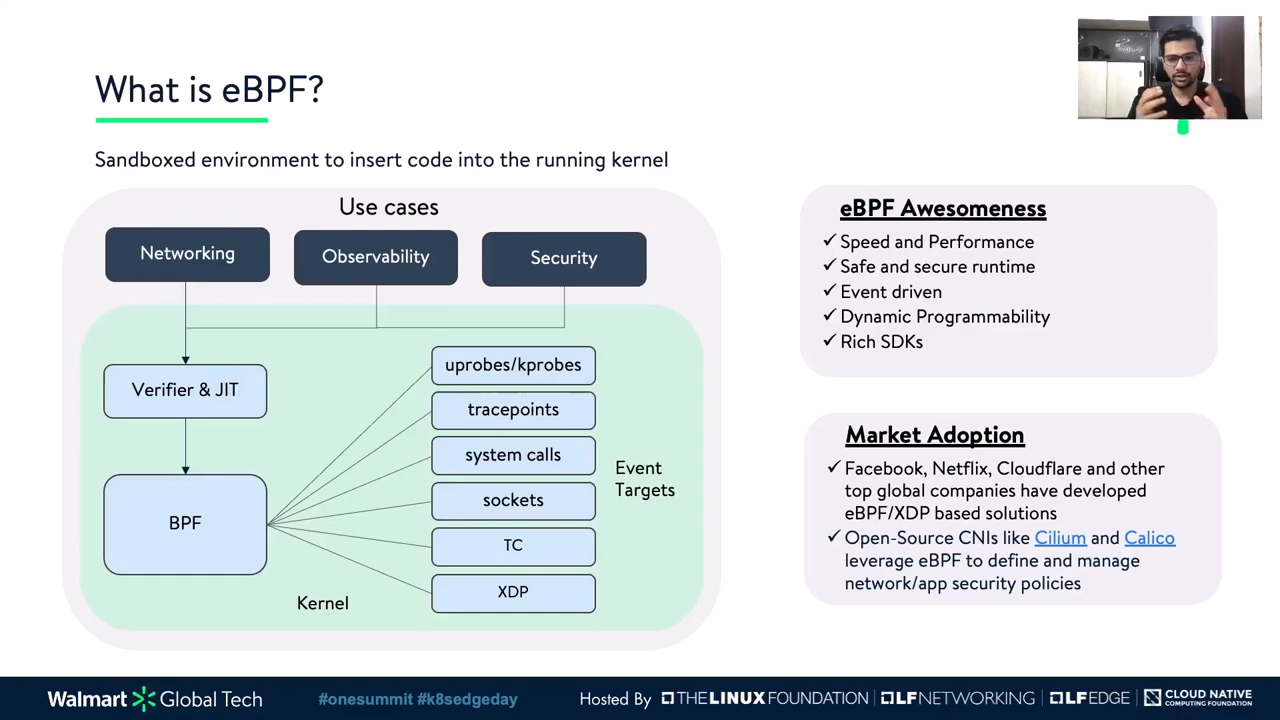 What is eBPF?
Sandboxed environment to insert code into the running kernel
Use cases
Networking
Observability
Security
Verifier & JIT
BPF
uprobes/kprobes
tracepoints
system calls
sockets
TC
XDP
Event
Targets
Kernel
eBPF Awesomeness
✓ Speed and Performance
✓ Safe and secure runtime
✓ Event driven
✓ Dynamic Programmability
✓ Rich SDKs
Market Adoption
✓ Facebook, Netflix, Cloudflare and other
top global companies have developed
eBPF/XDP based solutions
✓ Open-Source CNIs like Cilium and Calico
leverage eBPF to define and manage
network/app security policies
Walmart Global Tech
#onesummit #k8sedgeday
Hosted By
THE LINUX FOUNDATION
LF NETWORKING
LF EDGE
CLOUD NATIVE
COMPUTING FOUNDATION